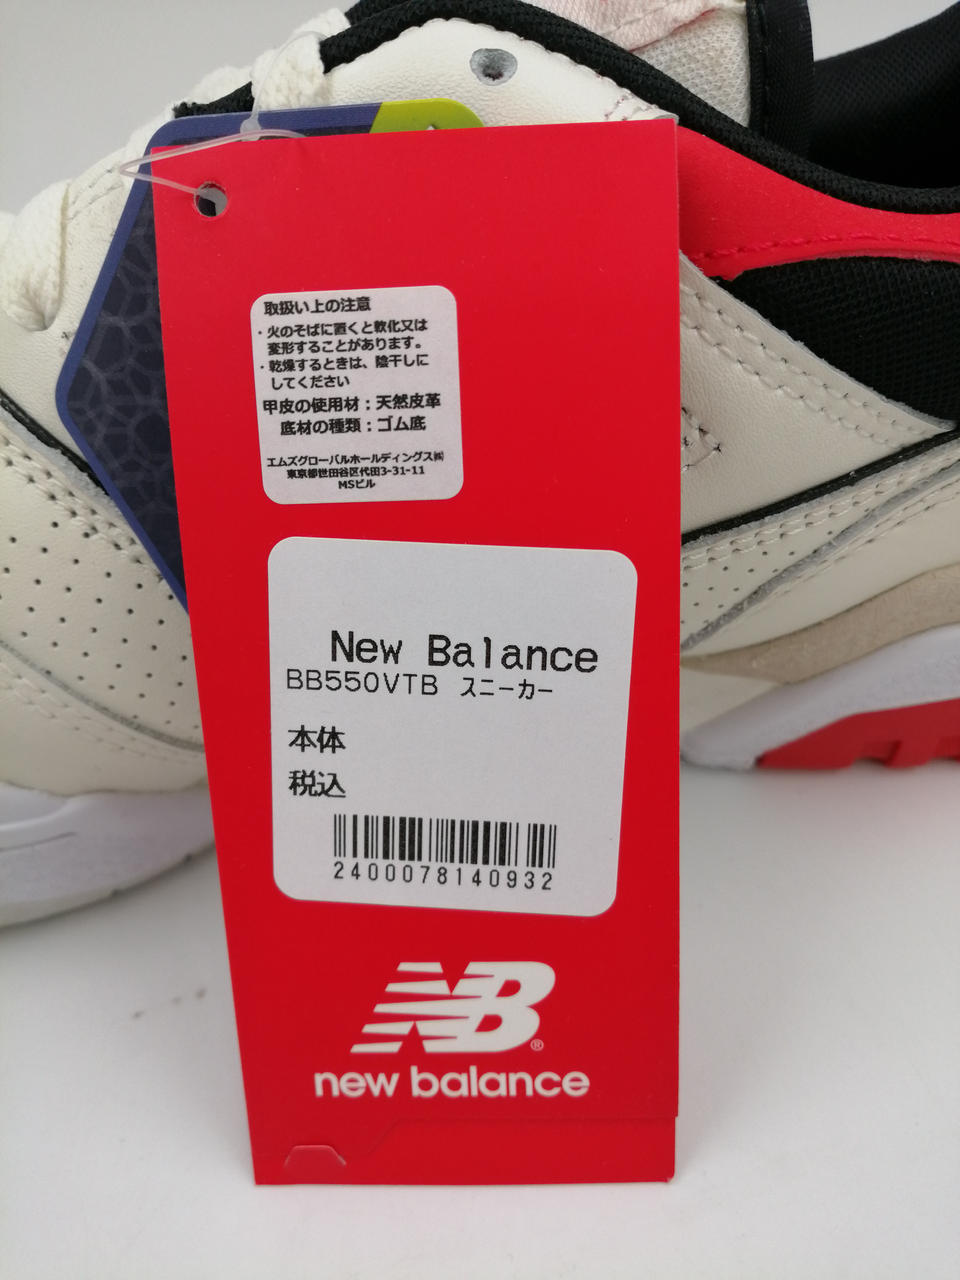 取扱い上の注意
・火のそばに置くと軟化又は
変形することがあります。
・乾燥するときは、陰干しに
してください
甲皮の使用材：天然皮革
底材の種類：ゴム底
エムズグローバルホールディングス㈱
東京都世田谷区代田3-31-11
MSビル
New Balance
BB550VTB スニーカー
本体
税込
2400078140932
NB®
new balance